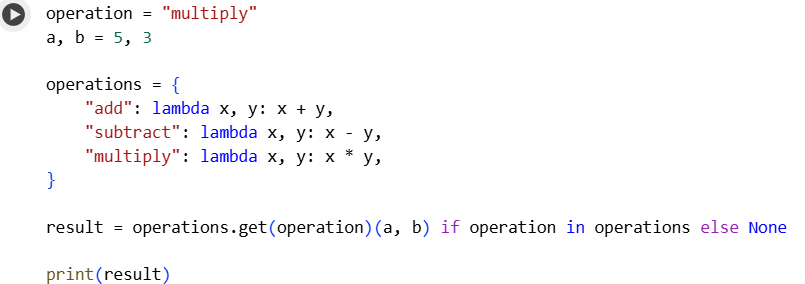 operation = "multiply"
a, b = 5, 3
operations = {
    "add": lambda x, y: x + y,
    "subtract": lambda x, y: x - y,
    "multiply": lambda x, y: x * y,
}
result = operations.get(operation)(a, b) if operation in operations else None
print(result)